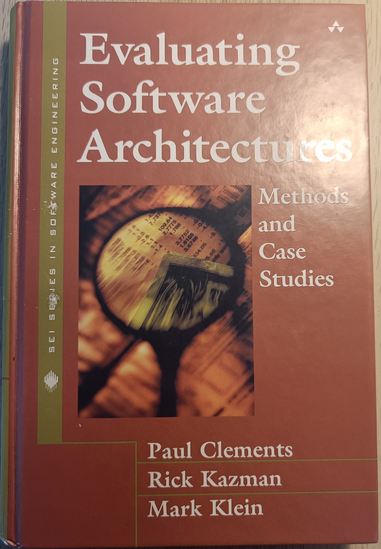 Evaluating
Software
Architectures
Methods
and
Case
Studies
SEI SERIES IN SOFTWARE ENGINEERING
Paul Clements
Rick Kazman
Mark Klein